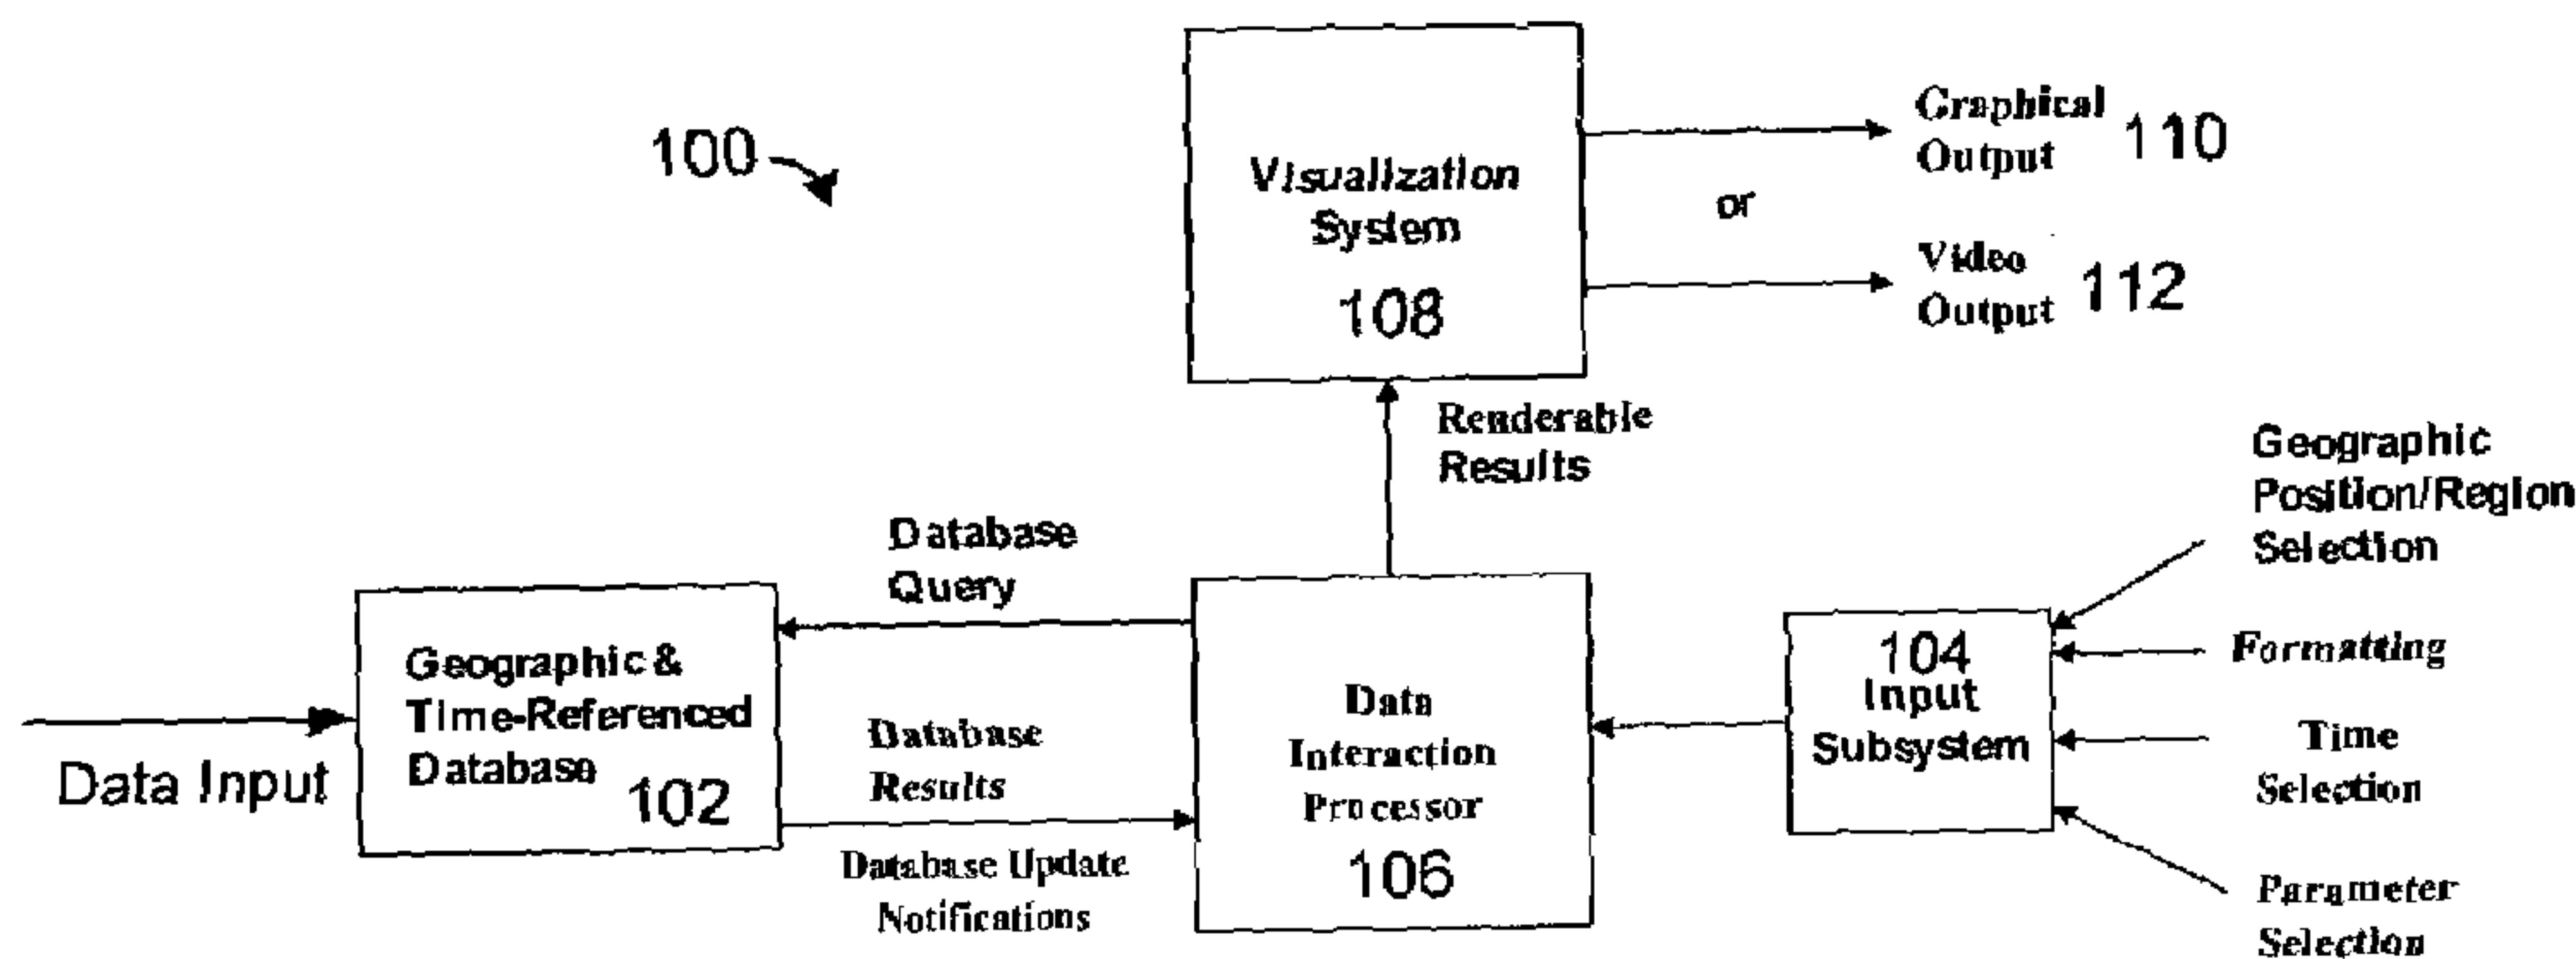 100
Visualization
System
108
Graphical
Output 110
or
Video
Output 112
Renderable
Results
Database
Query
Geographic &
Time-Referenced
Database 102
Data Input
Database
Results
Database Update
Notifications
Data
Interaction
Processor
106
104
Input
Subsystem
Geographic
Position/Region
Selection
Formatting
Time
Selection
Parameter
Selection